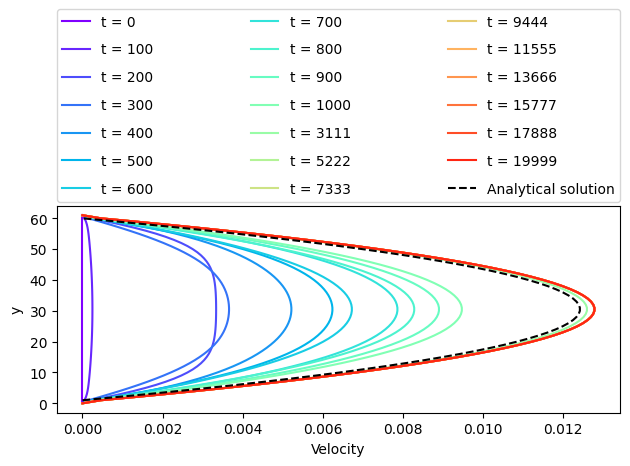 t = 0
t = 100
t = 200
t = 300
t = 400
t = 500
t = 600
t = 700
t = 800
t = 900
t = 1000
t = 3111
t = 5222
t = 7333
t = 9444
t = 11555
t = 13666
t = 15777
t = 17888
t = 19999
Analytical solution
60
50
40
30
20
10
0
y
0.000
0.002
0.004
0.006
0.008
0.010
0.012
Velocity